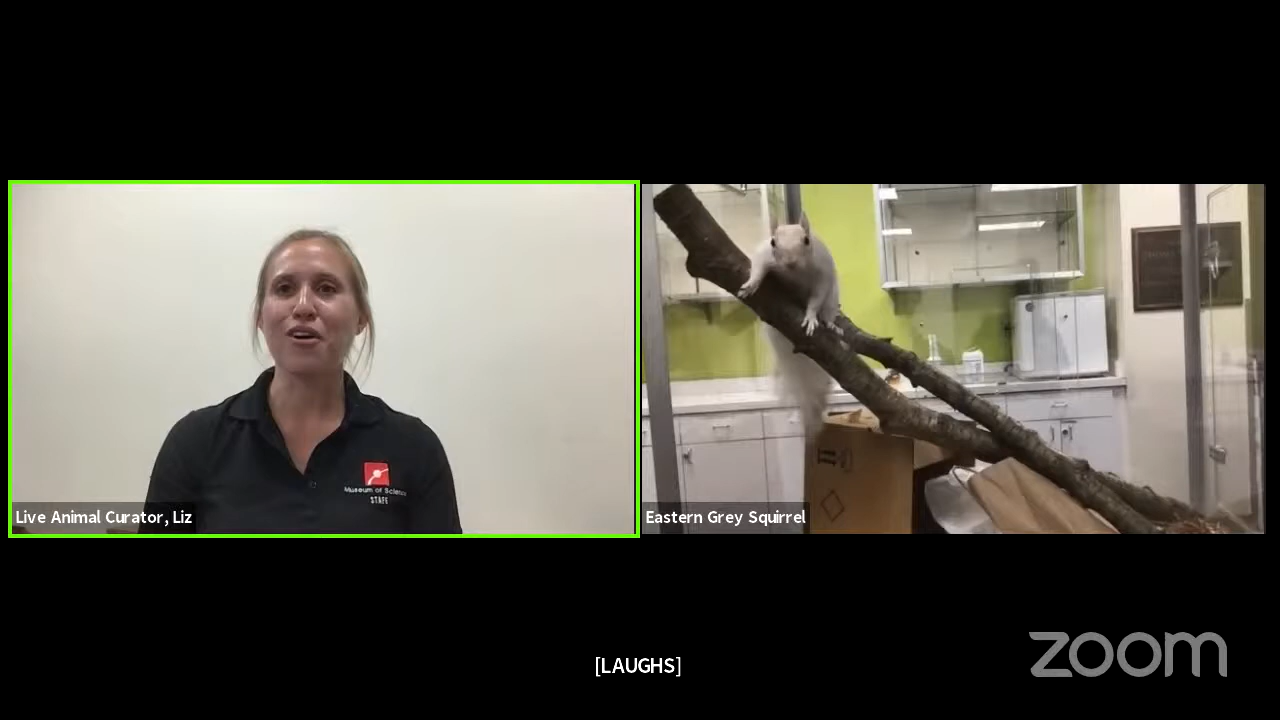 Museum of Science
STAFF
Live Animal Curator, Liz
Eastern Grey Squirrel
[LAUGHS]
zoom